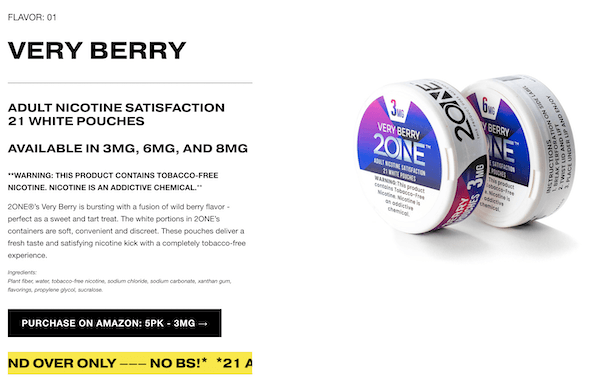 FLAVOR: 01
VERY BERRY
ADULT NICOTINE SATISFACTION
21 WHITE POUCHES
AVAILABLE IN 3MG, 6MG, AND 8MG
**WARNING: THIS PRODUCT CONTAINS TOBACCO-FREE
NICOTINE. NICOTINE IS AN ADDICTIVE CHEMICAL.**
2ONE®'s Very Berry is bursting with a fusion of wild berry flavor -
perfect as a sweet and tart treat. The white portions in 2ONE's
containers are soft, convenient and discreet. These pouches deliver a
fresh taste and satisfying nicotine kick with a completely tobacco-free
experience.
Ingredients:
Plant fiber, water, tobacco-free nicotine, sodium chloride, sodium carbonate, xanthan gum,
flavorings, propylene glycol, sucralose.
PURCHASE ON AMAZON: 5PK - 3MG →
ND OVER ONLY ––– NO BS!* *21 A
3MG
VERY BERRY
2ONE™
ADULT NICOTINE SATISFACTION
21 WHITE POUCHES
WARNING: This product
contains Tobacco-Free
Nicotine. Nicotine is
an addictive
chemical.
2ONE
BERRY
3MG
6MG
BERRY
2ONE™
SATISFACTION
POUCHES
INSTRUCTIONS